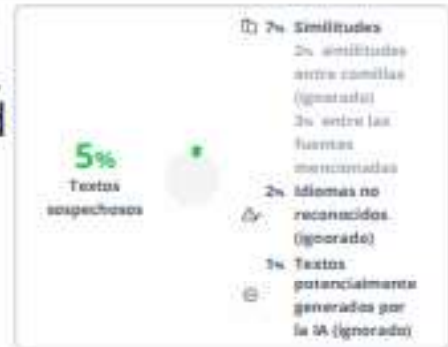 5%
Textos
sospechosos
7% Similitudes
2% similitudes
entre comillas
(ignorado)
3% entre las
fuentes
mencionadas
2% Idiomas no
reconocidos
(ignorado)
Textos
potencialmente
generados por
la IA (ignorado)